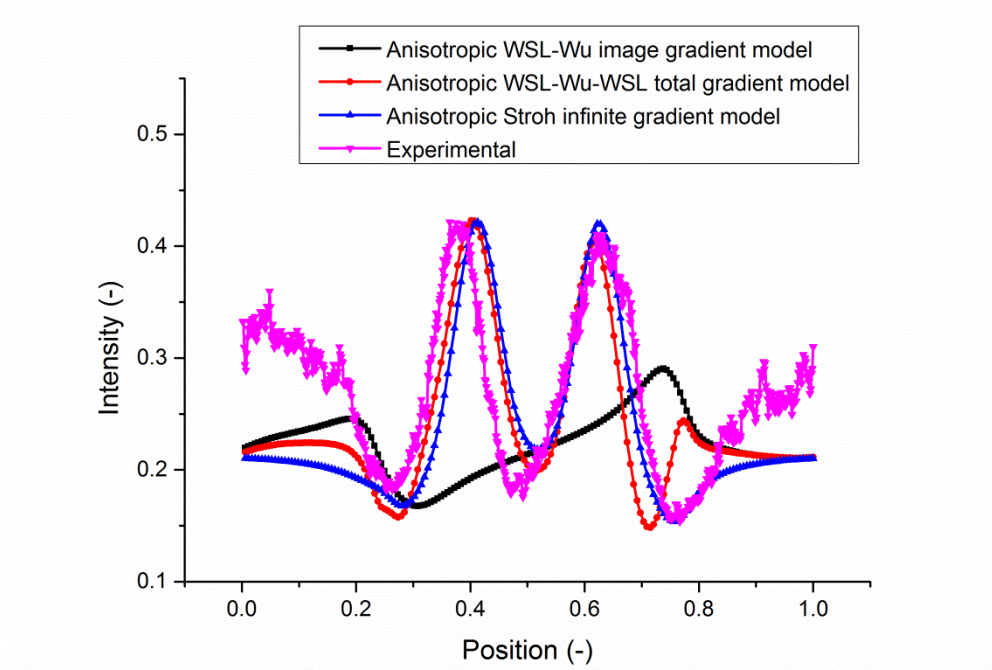 Anisotropic WSL-Wu image gradient model
Anisotropic WSL-Wu-WSL total gradient model
Anisotropic Stroh infinite gradient model
Experimental
0.5
0.4
0.3
0.2
0.1
Intensity (-)
0.0 0.2 0.4 0.6 0.8 1.0
Position (-)